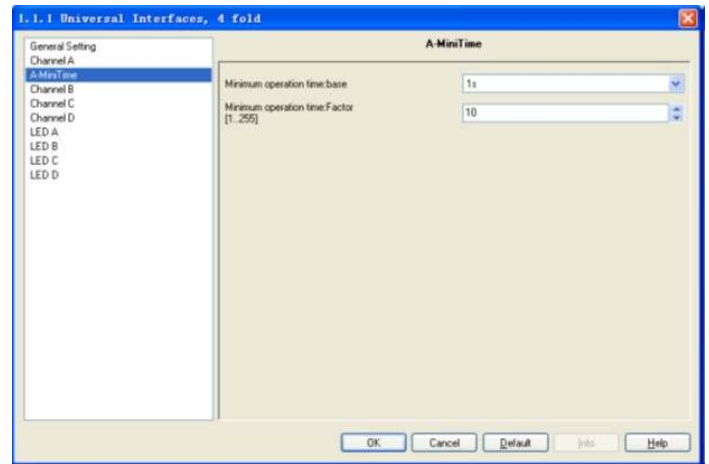 1.1.1 Universal Interfaces, 4 fold
General Setting
Channel A
A-MiniTime
Channel B
Channel C
Channel D
LED A
LED B
LED C
LED D
A-MiniTime
Minimum operation time:base
1s
Minimum operation time:Factor
[1..255]
10
OK
Cancel
Default
Info
Help